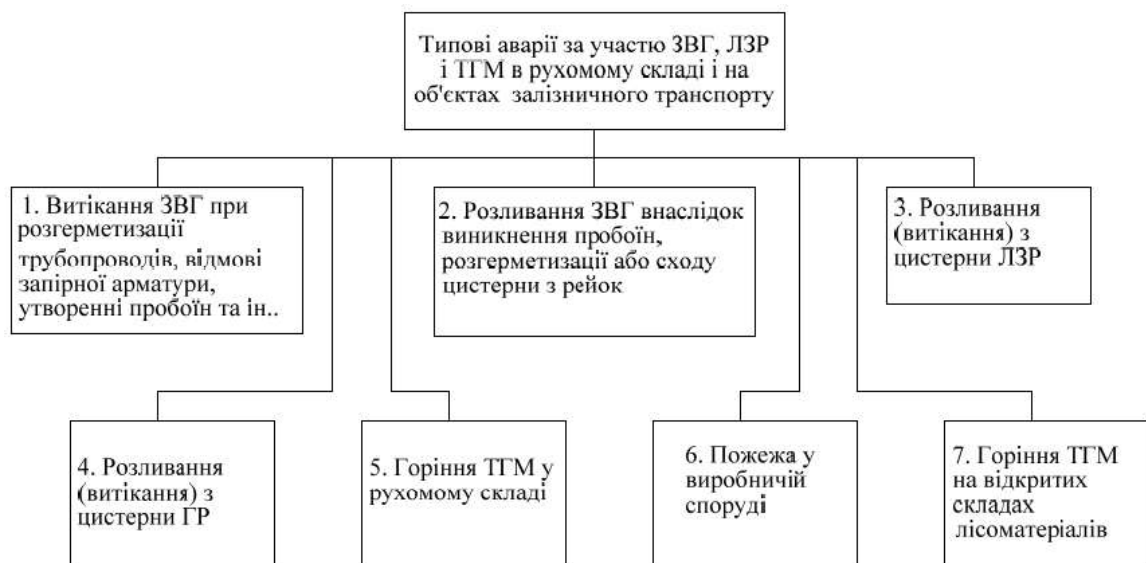 Типові аварії за участю ЗВГ, ЛЗР
і ТГМ в рухомому складі і на
об'єктах залізничного транспорту
1. Витікання ЗВГ при
розгерметизації
трубопроводів, відмові
запірної арматури,
утворенні пробоїн та ін..
2. Розливання ЗВГ внаслідок
виникнення пробоїн,
розгерметизації або сходу
цистерни з рейок
3. Розливання
(витікання) з
цистерни ЛЗР
4. Розливання
(витікання) з
цистерни ГР
5. Горіння ТГМ у
рухомому складі
6. Пожежа у
виробничій
споруді
7. Горіння ТГМ
на відкритих
складах
лісоматеріалів